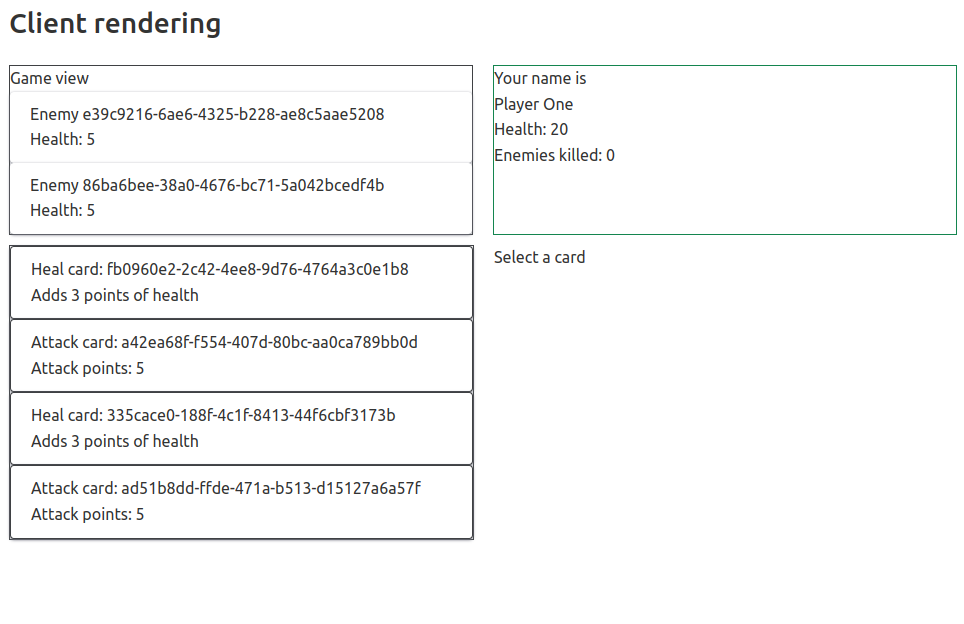 Client rendering
Game view
Enemy e39c9216-6ae6-4325-b228-ae8c5aae5208
Health: 5
Enemy 86ba6bee-38a0-4676-bc71-5a042bcedf4b
Health: 5
Your name is
Player One
Health: 20
Enemies killed: 0
Heal card: fb0960e2-2c42-4ee8-9d76-4764a3c0e1b8
Adds 3 points of health
Attack card: a42ea68f-f554-407d-80bc-aa0ca789bb0d
Attack points: 5
Heal card: 335cace0-188f-4c1f-8413-44f6cbf3173b
Adds 3 points of health
Attack card: ad51b8dd-ffde-471a-b513-d15127a6a57f
Attack points: 5
Select a card